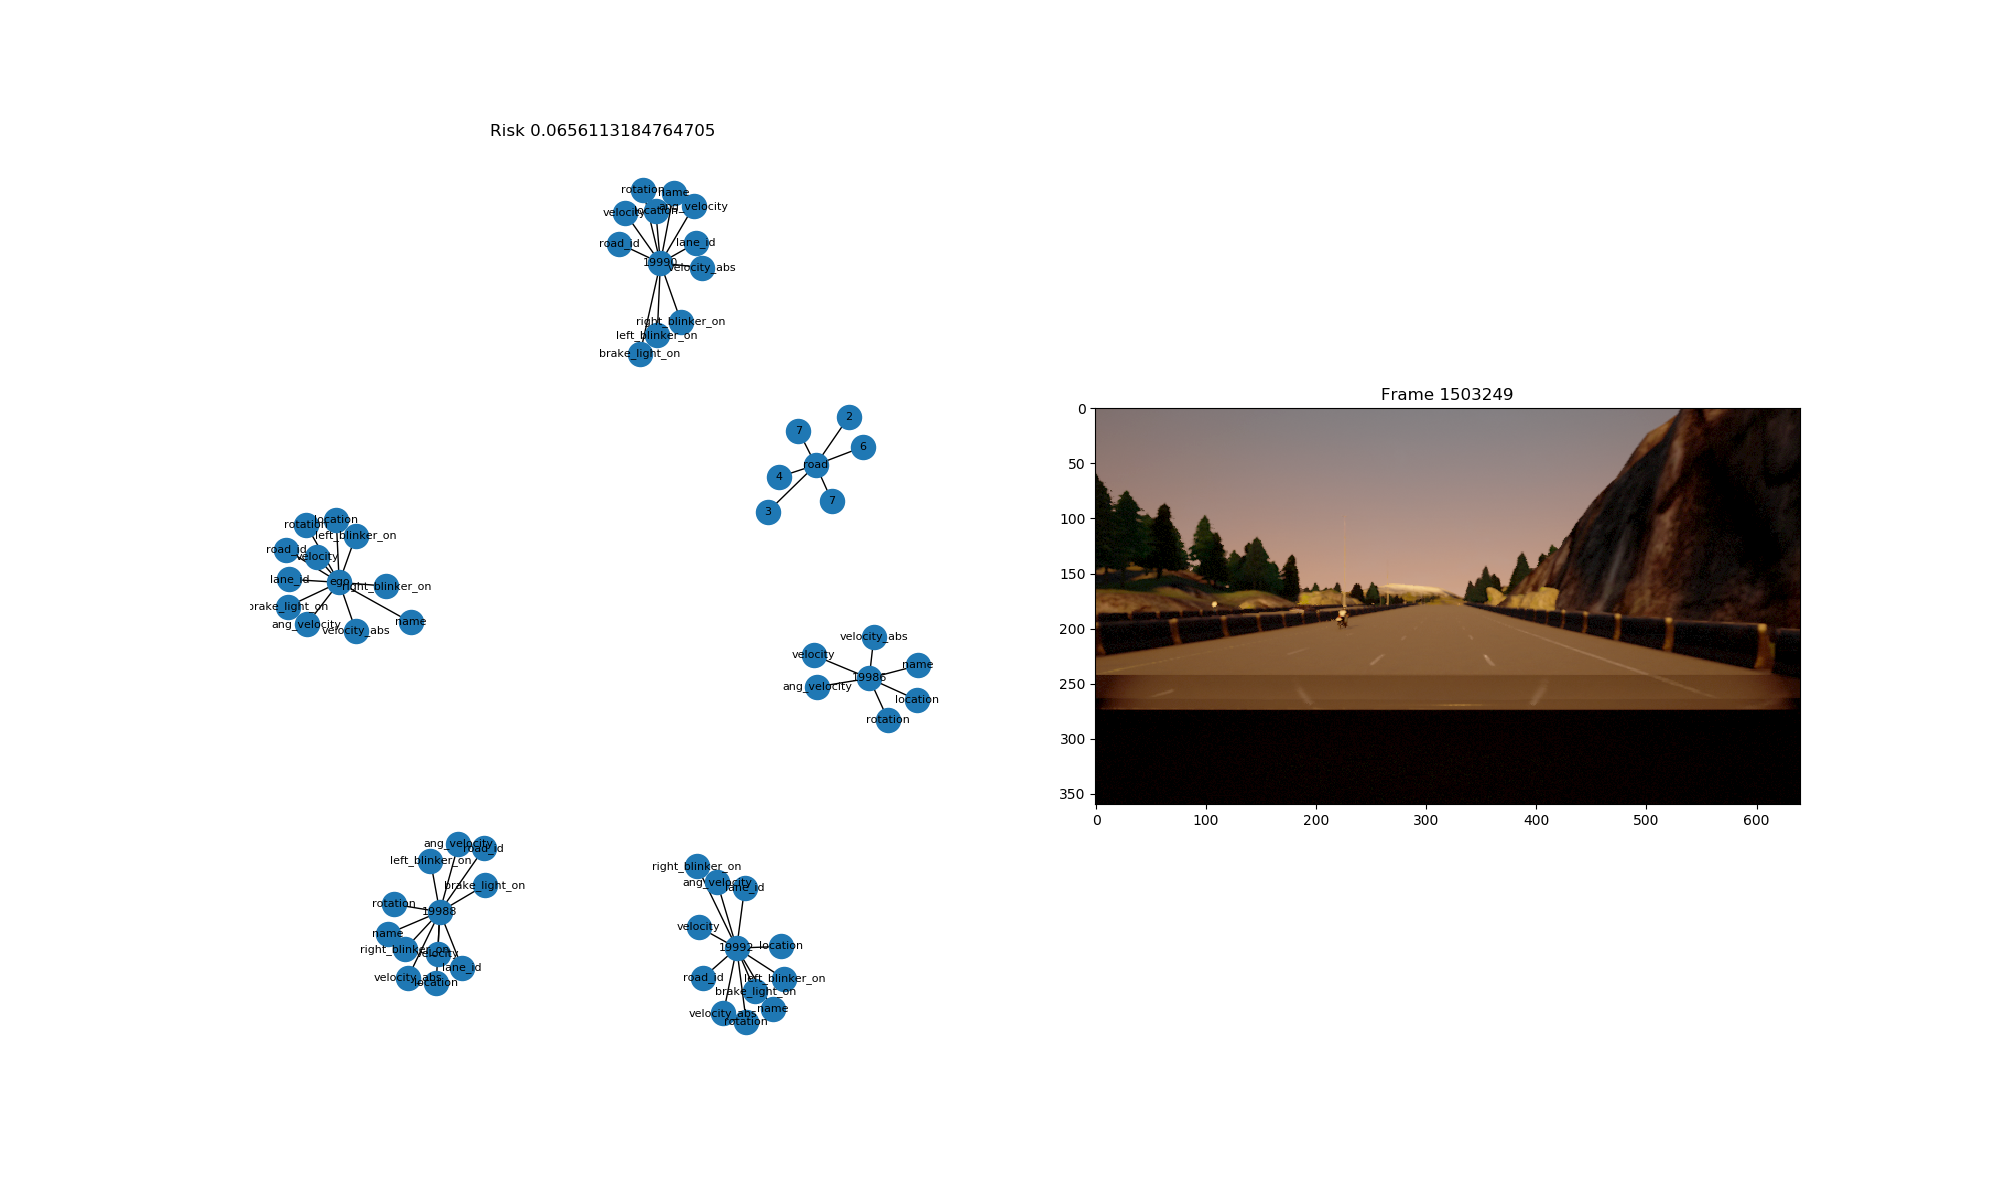 Risk 0.0656113184764705
rotation
name
velocity
location
ang_velocity
road_id
lane_id
19990
velocity_abs
right_blinker_on
left_blinker_on
brake_light_on
2
7
6
road
4
7
3
rotation
location
left_blinker_on
road_id
velocity
lane_id
ego
right_blinker_on
brake_light_on
ang_velocity
velocity_abs
name
velocity_abs
velocity
name
19986
ang_velocity
location
rotation
ang_velocity
road_id
left_blinker_on
brake_light_on
rotation
19988
name
right_blinker_on
velocity
lane_id
velocity_abs
location
right_blinker_on
ang_velocity
lane_id
velocity
19992
location
road_id
left_blinker_on
brake_light_on
name
velocity_abs
rotation
Frame 1503249
0
50
100
150
200
250
300
350
0
100
200
300
400
500
600